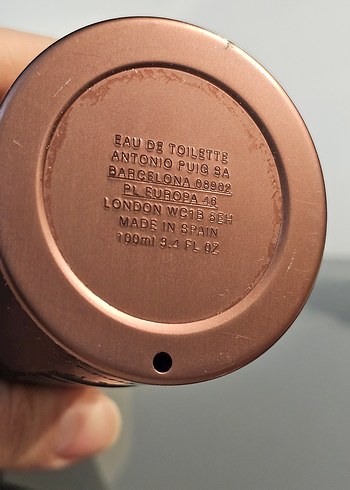 EAU DE TOILETTE
ANTONIO PUIG SA
BARCELONA 08902
PL EUROPA 48
LONDON WC1B 5EH
MADE IN SPAIN
100ml 3.4 FL OZ